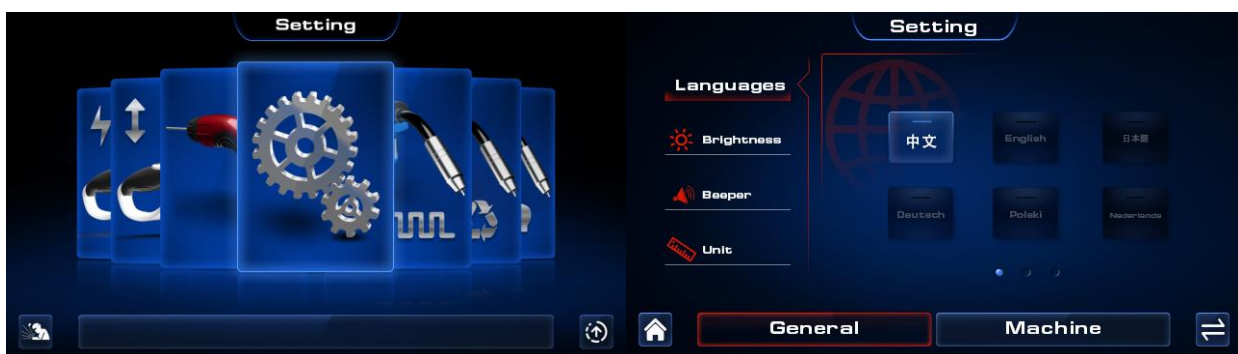 Setting
Setting
Languages
Brightness
Beeper
Unit
中文
English
日本語
Deutsch
Polski
Nederlands
General
Machine